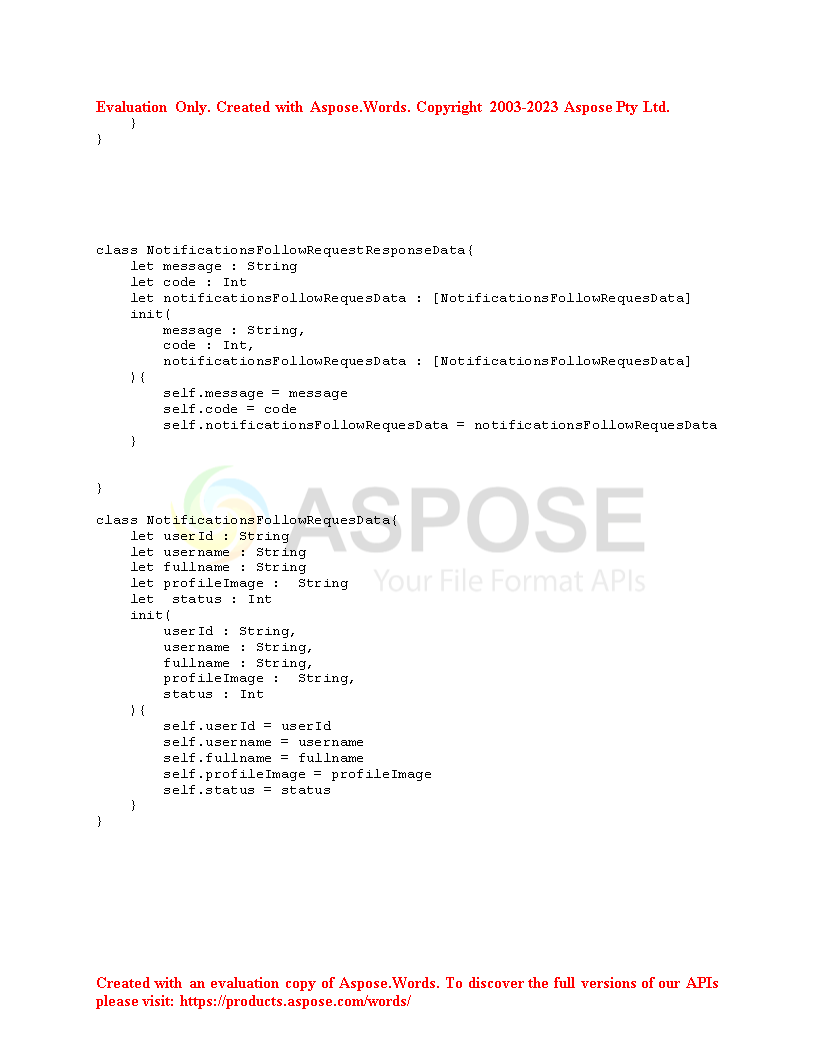 Evaluation Only. Created with Aspose.Words. Copyright 2003-2023 Aspose Pty Ltd.
    }
}
class NotificationsFollowRequestResponseData{
    let message : String
    let code : Int
    let notificationsFollowRequesData : [NotificationsFollowRequesData]
    init(
        message : String,
        code : Int,
        notificationsFollowRequesData : [NotificationsFollowRequesData]
    ){
        self.message = message
        self.code = code
        self.notificationsFollowRequesData = notificationsFollowRequesData
    }
}
ASPOSE
Your File Format APIs
class NotificationsFollowRequesData{
    let userId : String
    let username : String
    let fullname : String
    let profileImage :  String
    let  status : Int
    init(
        userId : String,
        username : String,
        fullname : String,
        profileImage :  String,
        status : Int
    ){
        self.userId = userId
        self.username = username
        self.fullname = fullname
        self.profileImage = profileImage
        self.status = status
    }
}
Created with an evaluation copy of Aspose.Words. To discover the full versions of our APIs
please visit: https://products.aspose.com/words/